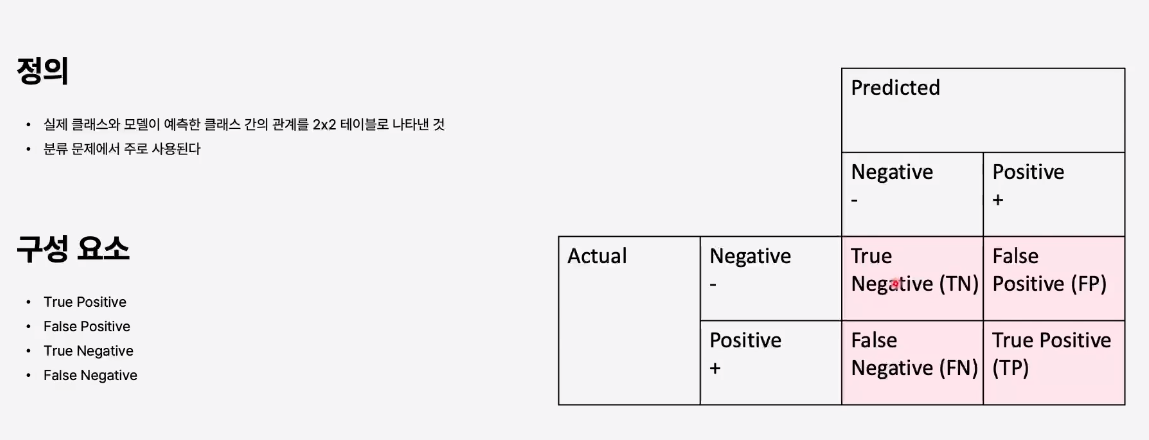 정의
• 실제 클래스와 모델이 예측한 클래스 간의 관계를 2x2 테이블로 나타낸 것
• 분류 문제에서 주로 사용된다
구성 요소
• True Positive
• False Positive
• True Negative
• False Negative
Predicted
Negative
-
Positive
+
Actual
Negative
-
True
Negative (TN)
False
Positive (FP)
Positive
+
False
Negative (FN)
True Positive
(TP)